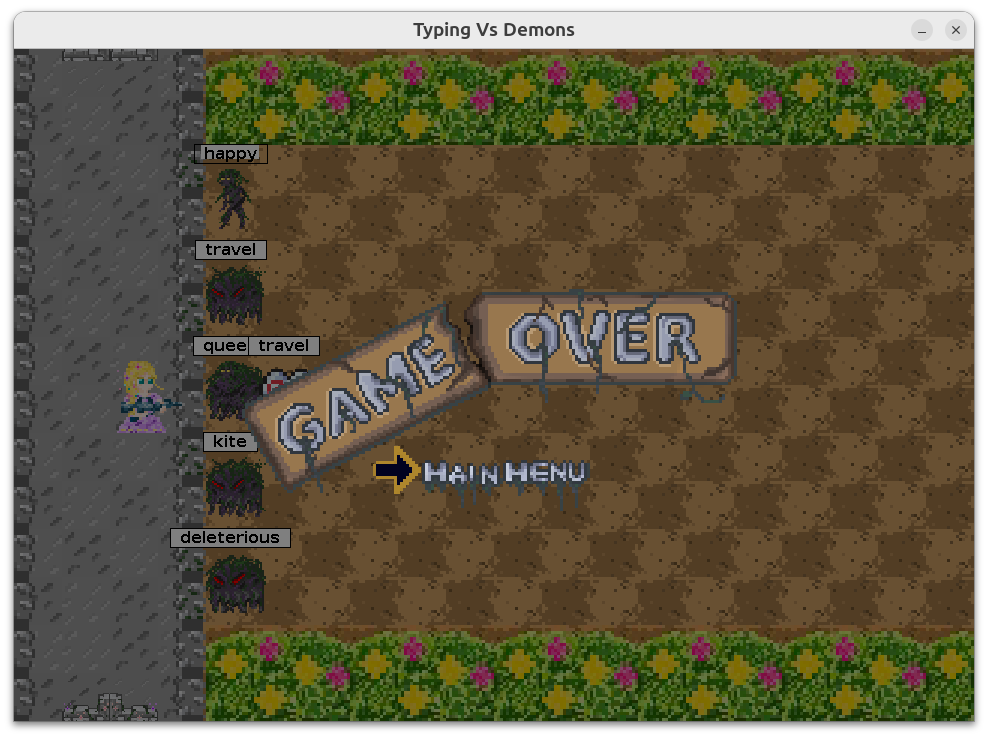 Typing Vs Demons
happy
travel
quee travel
GAME OVER
kite
MAIN MENU
deleterious